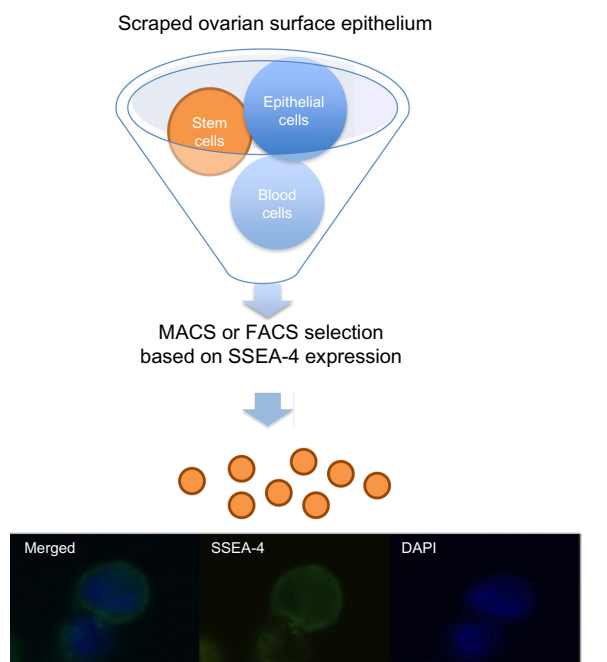 Scraped ovarian surface epithelium
Epithelial
cells
Stem
cells
Blood
cells
MACS or FACS selection
based on SSEA-4 expression
Merged
SSEA-4
DAPI